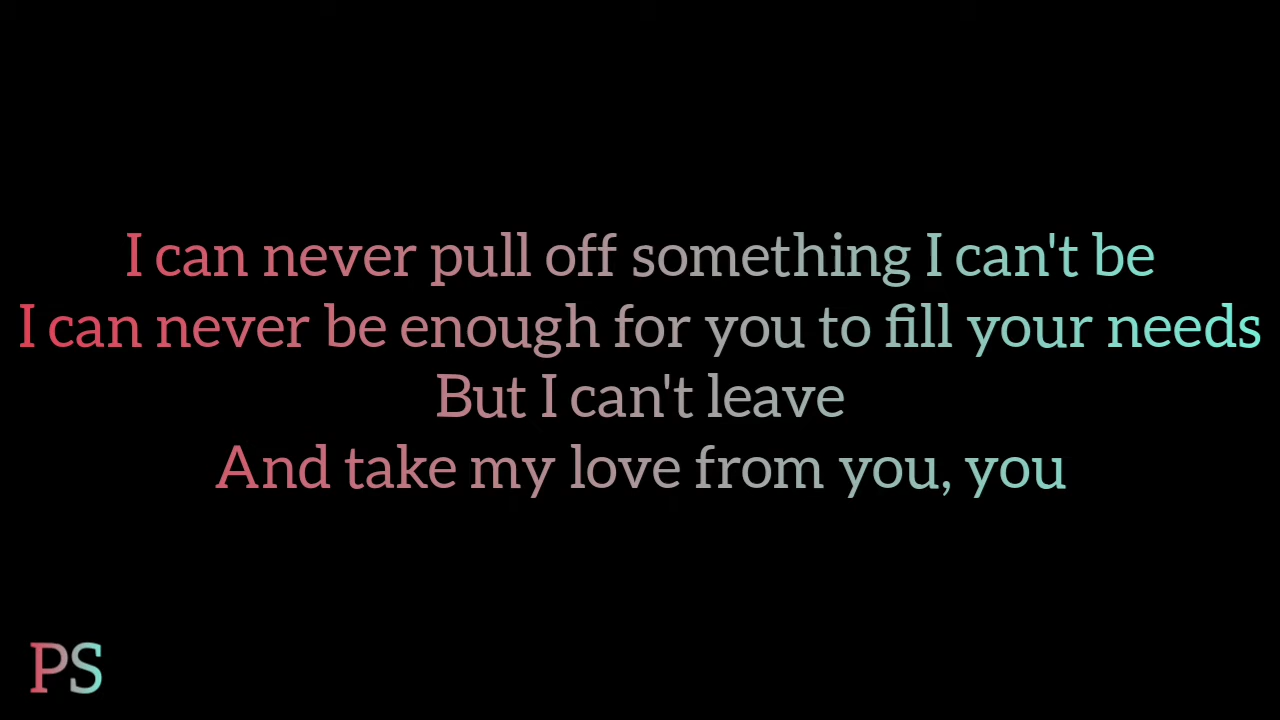 I can never pull off something I can't be
I can never be enough for you to fill your needs
But I can't leave
And take my love from you, you
PS